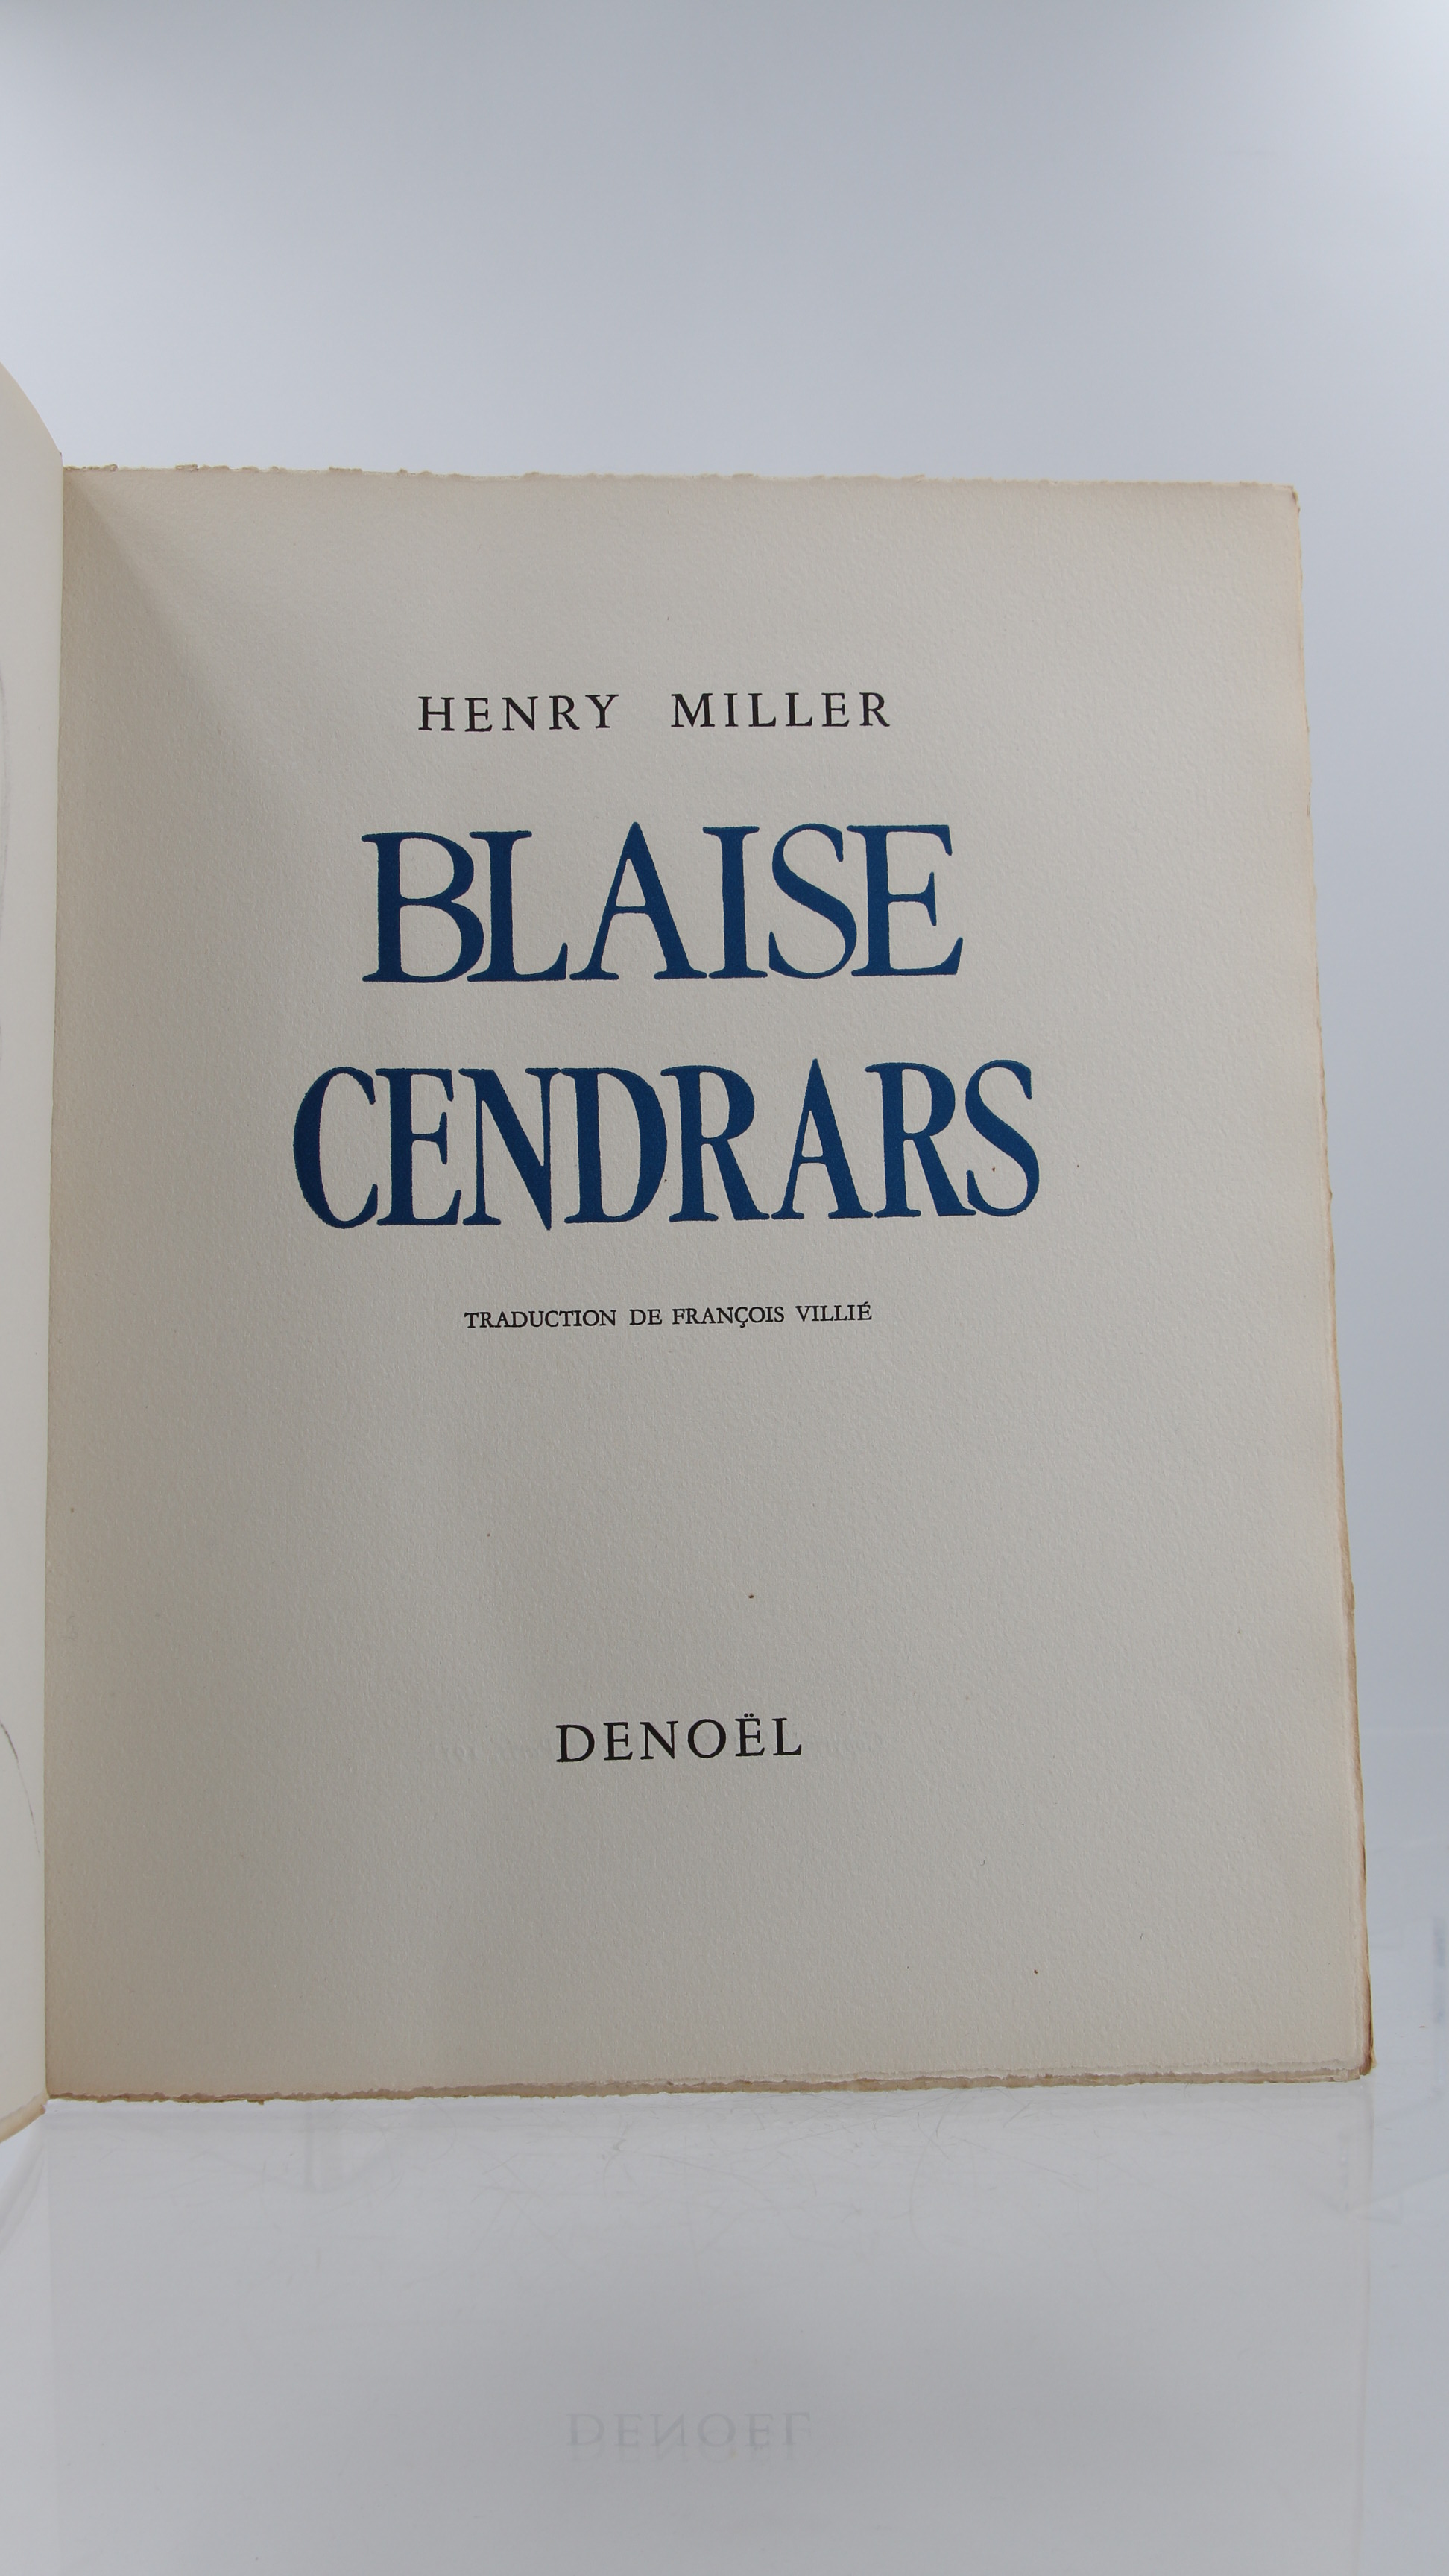 HENRY MILLER
BLAISE
CENDRARS
TRADUCTION DE FRANÇOIS VILLIÉ
DENOËL